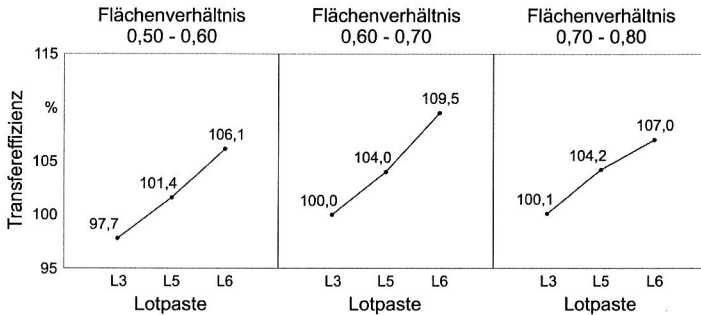 Flächenverhältnis Flächenverhältnis Flächenverhältnis
0,50 - 0,60 0,60 - 0,70 0,70 - 0,80
115
%
105
100
95
Transfereffizienz
97,7 101,4 106,1
100,0 104,0 109,5
100,1 104,2 107,0
L3 L5 L6 L3 L5 L6 L3 L5 L6
Lotpaste Lotpaste Lotpaste